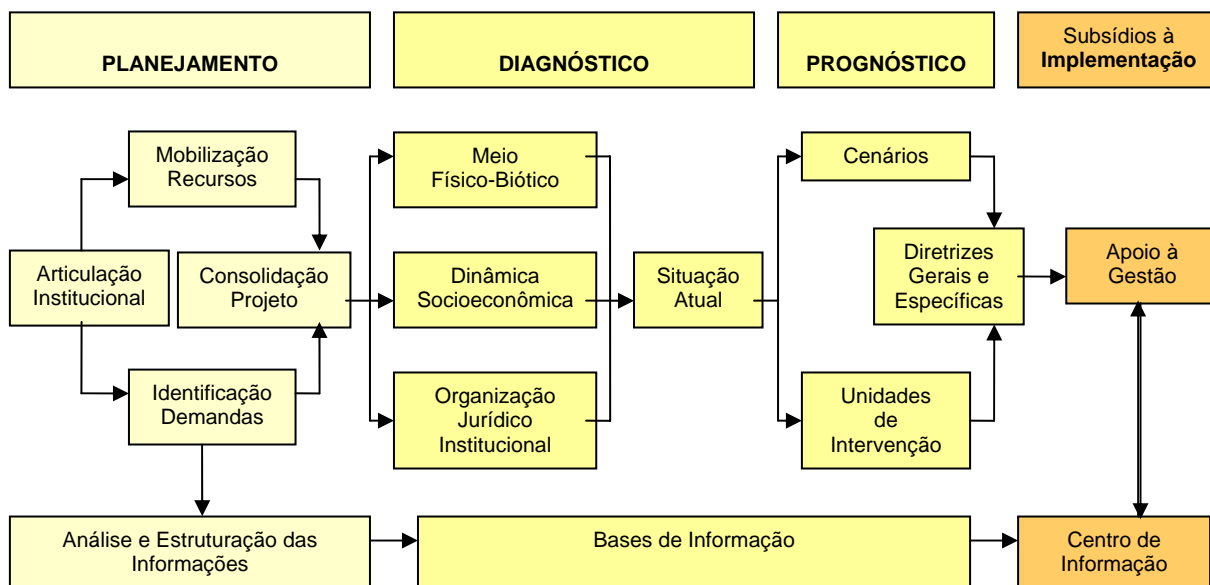 PLANEJAMENTO
DIAGNÓSTICO
PROGNÓSTICO
Subsídios à
Implementação
Mobilização
Recursos
Meio
Físico-Biótico
Cenários
Articulação
Institucional
Consolidação
Projeto
Dinâmica
Socioeconômica
Situação
Atual
Diretrizes
Gerais e
Específicas
Apoio à
Gestão
Identificação
Demandas
Organização
Jurídico
Institucional
Unidades
de
Intervenção
Análise e Estruturação das
Informações
Bases de Informação
Centro de
Informação